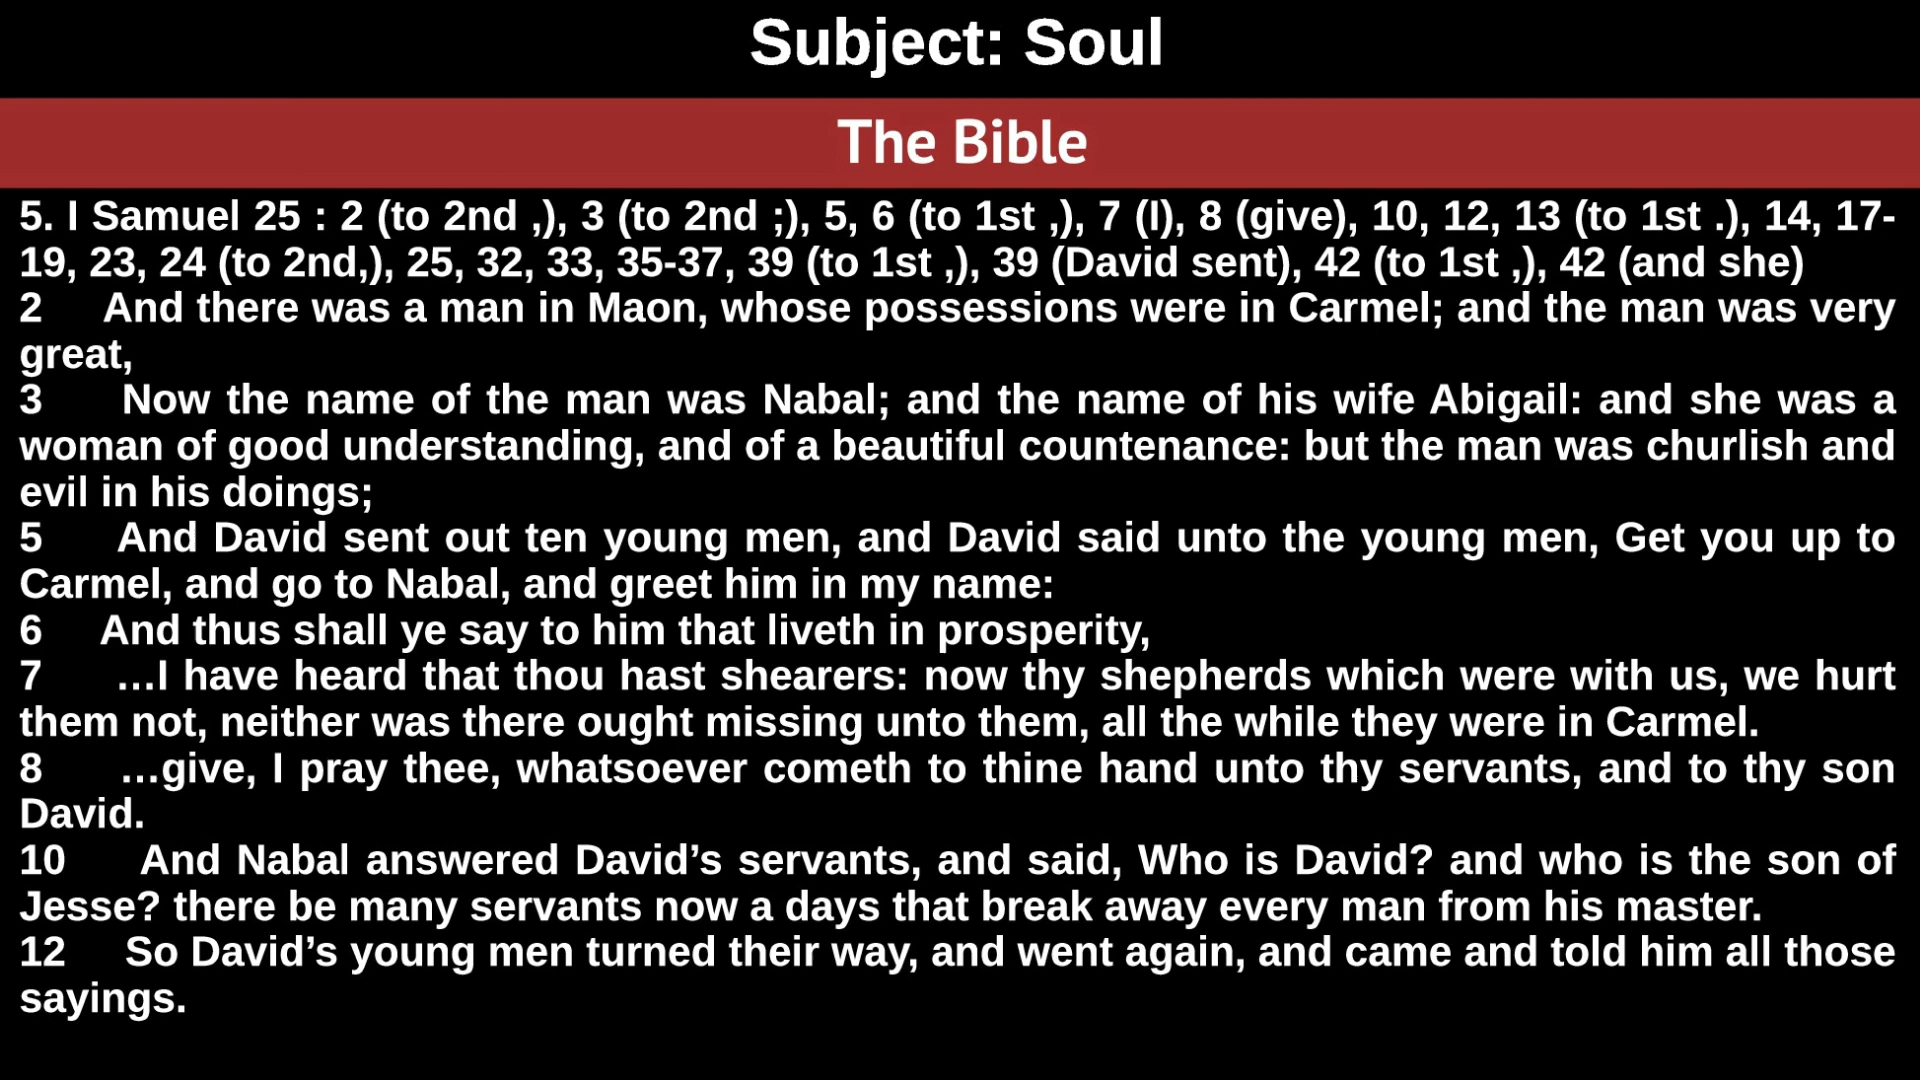 Subject: Soul
The Bible
5. I Samuel 25 : 2 (to 2nd ,), 3 (to 2nd ;), 5, 6 (to 1st ,), 7 (I), 8 (give), 10, 12, 13 (to 1st .), 14, 17-
19, 23, 24 (to 2nd,), 25, 32, 33, 35-37, 39 (to 1st ,), 39 (David sent), 42 (to 1st ,), 42 (and she)
2 And there was a man in Maon, whose possessions were in Carmel; and the man was very
great,
3 Now the name of the man was Nabal; and the name of his wife Abigail: and she was a
woman of good understanding, and of a beautiful countenance: but the man was churlish and
evil in his doings;
5 And David sent out ten young men, and David said unto the young men, Get you up to
Carmel, and go to Nabal, and greet him in my name:
6 And thus shall ye say to him that liveth in prosperity,
7 …I have heard that thou hast shearers: now thy shepherds which were with us, we hurt
them not, neither was there ought missing unto them, all the while they were in Carmel.
8 …give, I pray thee, whatsoever cometh to thine hand unto thy servants, and to thy son
David.
10 And Nabal answered David’s servants, and said, Who is David? and who is the son of
Jesse? there be many servants now a days that break away every man from his master.
12 So David’s young men turned their way, and went again, and came and told him all those
sayings.